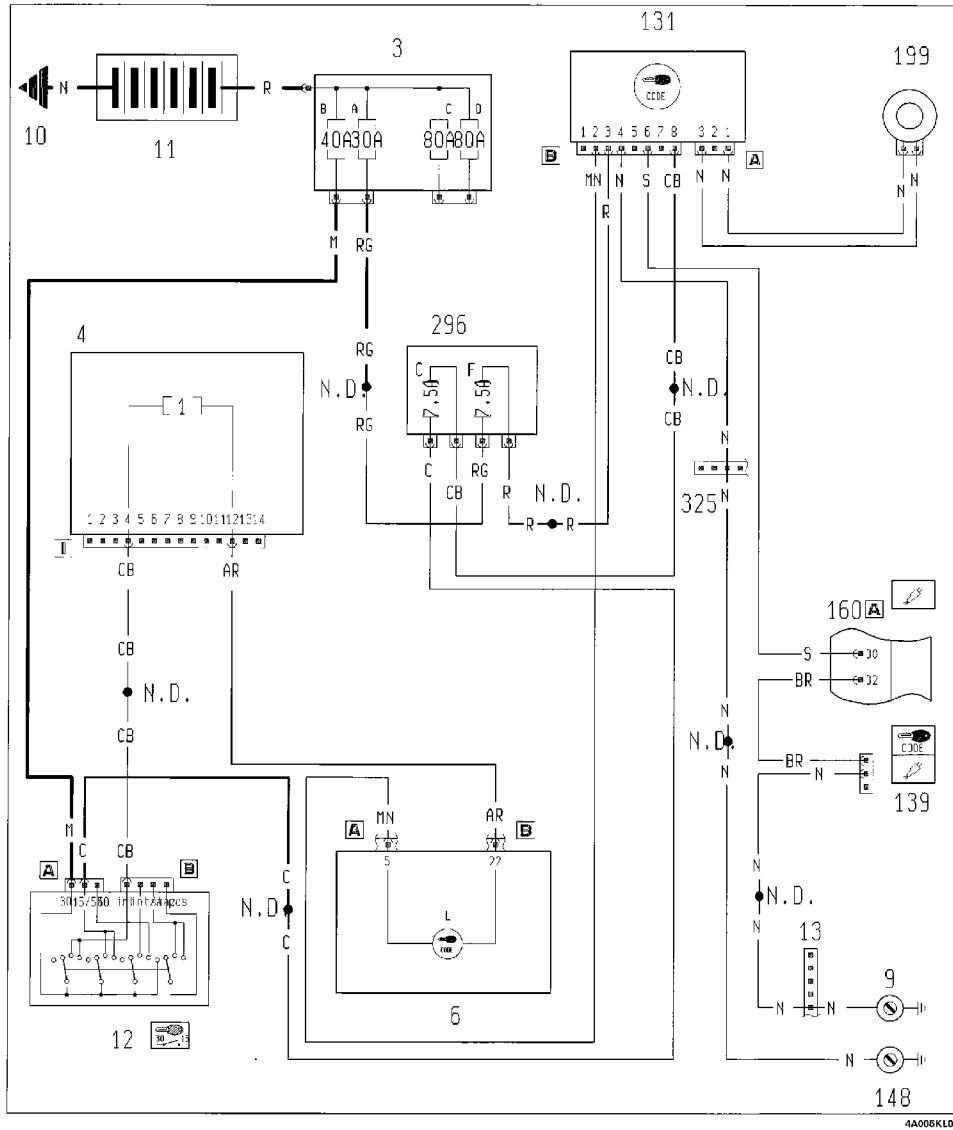 131
3
199
N
R
10
11
B A C D
40A 30A 80A 80A
CODE
1 2 3 4 5 6 7 8 3 2 1
B
A
MN N S CB N N
R
N N
M RG
4
296
RG
N.D.
RG
C F
7,5A 7,5A
CB
N.D.
CB
N
325
N
[1]
C RG
CB R
N.D.
R R
1 2 3 4 5 6 7 8 9 10 11 12 13 14
I
CB AR
160 A
CB
N.D.
CB
S 30
BR 32
N
N.D.
N
CODE
BR
N
139
MN AR
A B
5 22
M
C
CB
A B
C
N.D.
C
L
CODE
N
N.D.
N
13
9
N N
12
30 15
6
N
148
4A006KL0